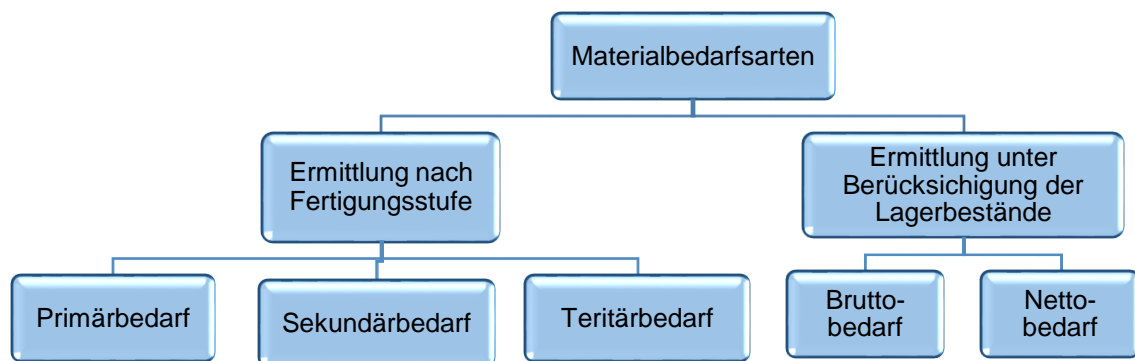 Materialbedarfsarten
Ermittlung nach
Fertigungsstufe
Ermittlung unter
Berücksichigung der
Lagerbestände
Primärbedarf
Sekundärbedarf
Teritärbedarf
Brutto-
bedarf
Netto-
bedarf